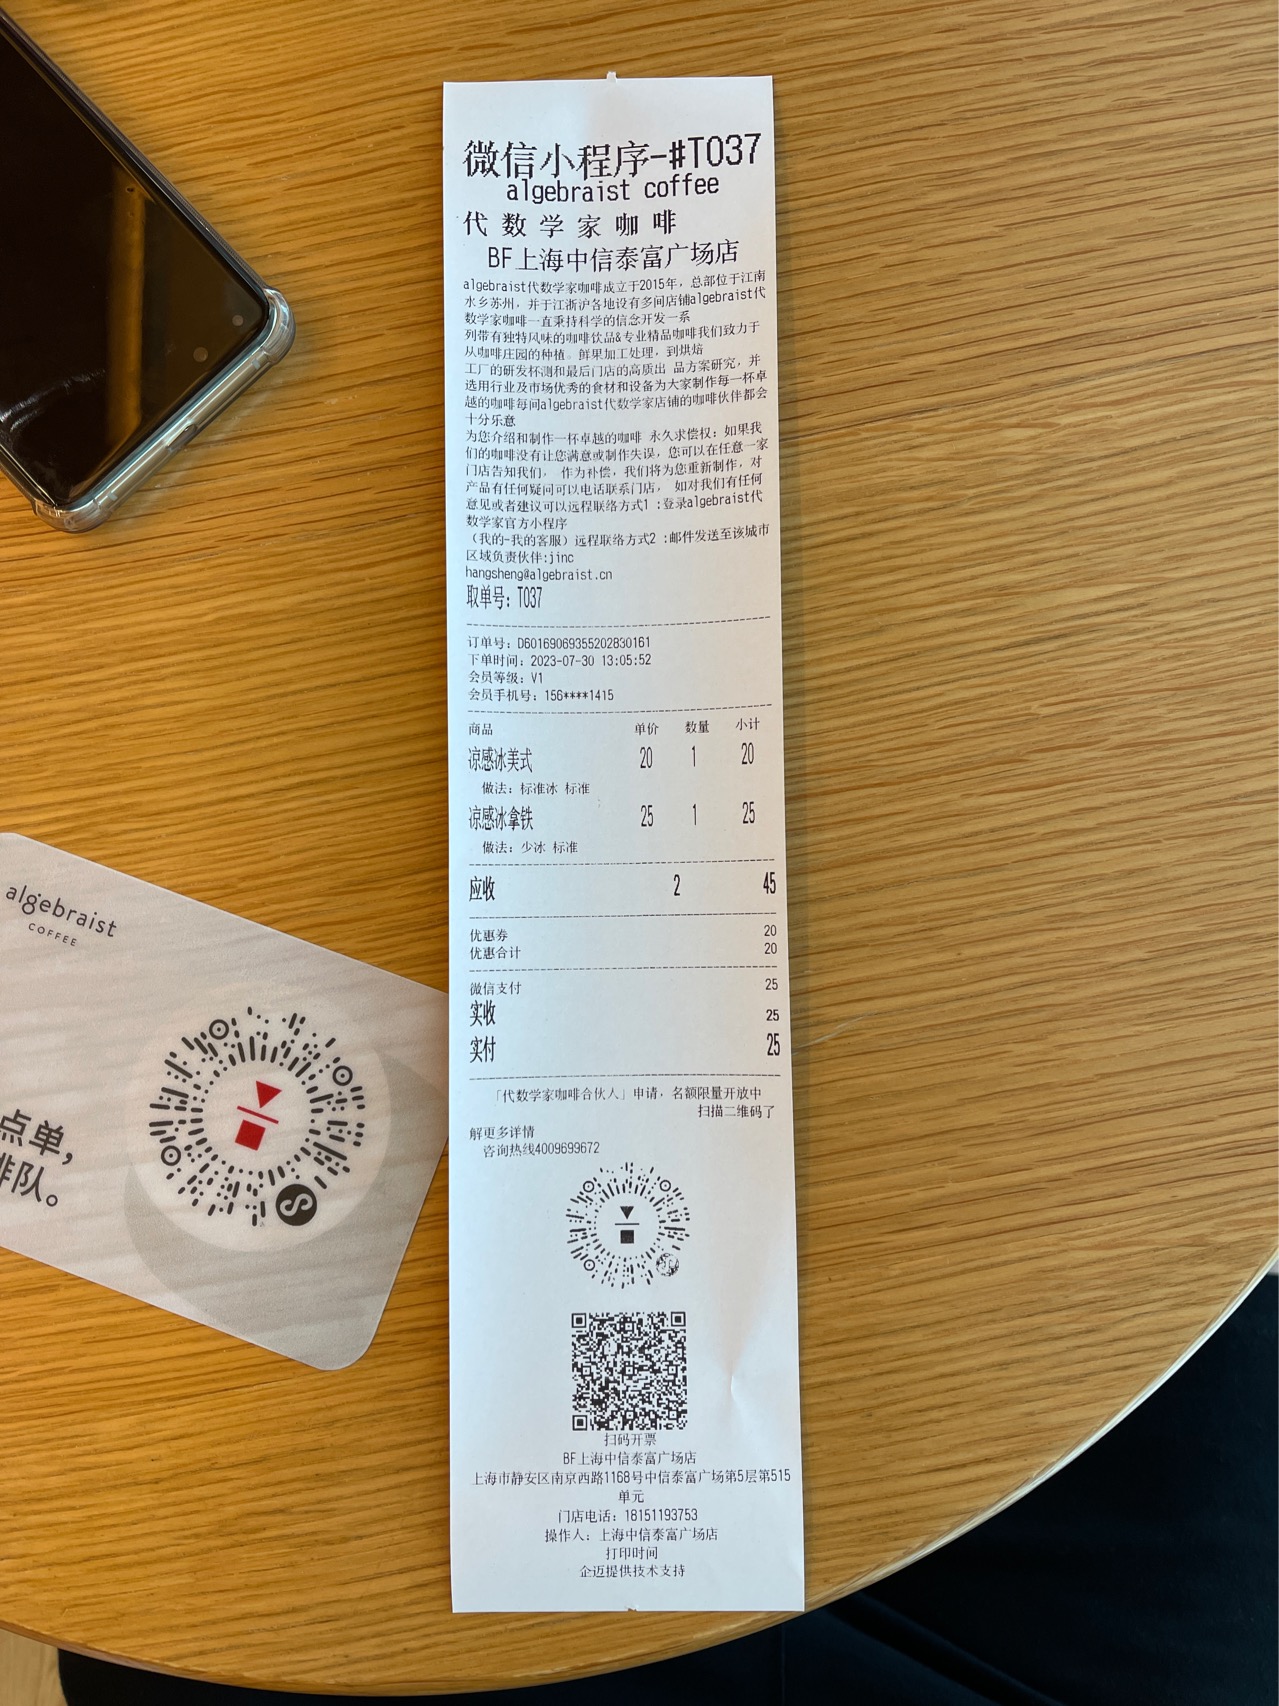 微信小程序-#T037
algebraist coffee
代数学家咖啡
BF上海中信泰富广场店
algebraist代数学家咖啡成立于2015年，总部位于江南
水乡苏州，并于江浙沪各地设有多间店铺algebraist代
数学家咖啡一直秉持科学的信念开发一系
列带有独特风味的咖啡饮品&专业精品咖啡我们致力于
从咖啡庄园的种植。鲜果加工处理，到烘焙
工厂的研发杯测和最后门店的高质出 品方案研究，并
选用行业及市场优秀的食材和设备为大家制作每一杯卓
越的咖啡每间algebraist代数学家店铺的咖啡伙伴都会
十分乐意
为您介绍和制作一杯卓越的咖啡 永久求偿权：如果我
们的咖啡没有让您满意或制作失误，您可以在任意一家
门店告知我们， 作为补偿，我们将为您重新制作，对
产品有任何疑问可以电话联系门店， 如对我们有任何
意见或者建议可以远程联络方式1 :登录algebraist代
数学家官方小程序
（我的-我的客服）远程联络方式2 :邮件发送至该城市
区域负责伙伴:jinc
hangsheng@algebraist.cn
取单号：T037
订单号：D60169069355202830161
下单时间：2023-07-30 13:05:52
会员等级：V1
会员手机号：156****1415
商品 单价 数量 小计
凉感冰美式 20 1 20
做法：标准冰 标准
凉感冰拿铁 25 1 25
做法：少冰 标准
应收 2 45
优惠券 20
优惠合计 20
微信支付 25
实收 25
实付 25
「代数学家咖啡合伙人」申请，名额限量开放中
扫描二维码了
解更多详情
咨询热线4009699672
扫码开票
BF上海中信泰富广场店
上海市静安区南京西路1168号中信泰富广场第5层第515
单元
门店电话：18151193753
操作人：上海中信泰富广场店
打印时间
企迈提供技术支持
algebraist
COFFEE
点单，
排队。